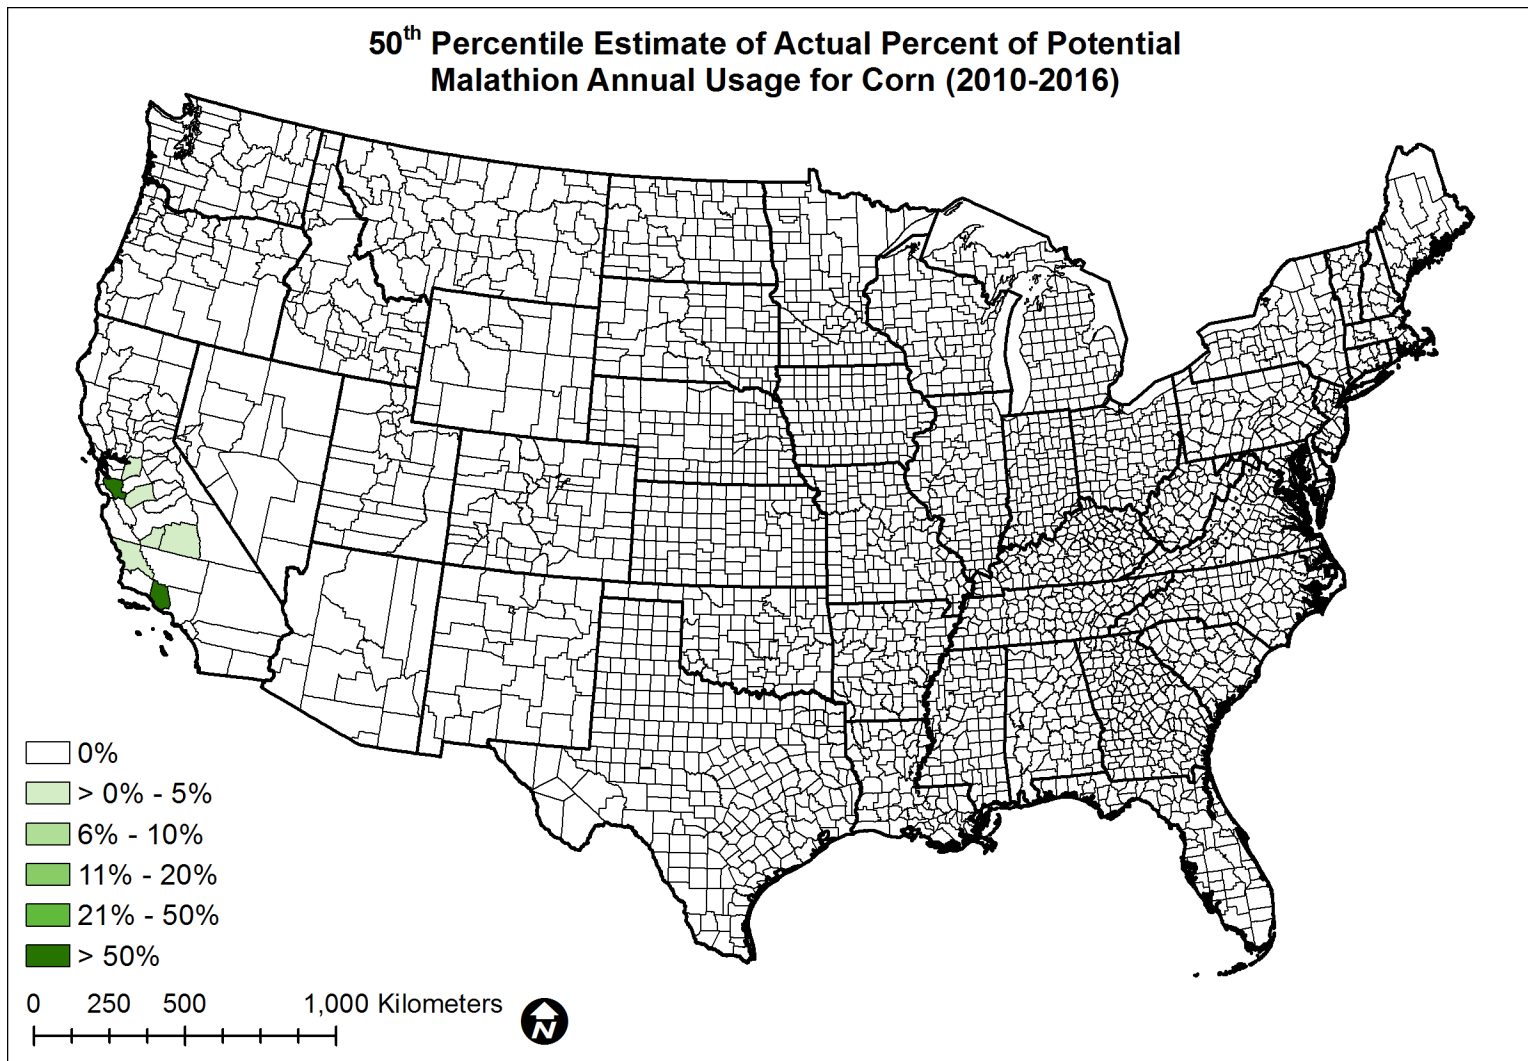 50th Percentile Estimate of Actual Percent of Potential
Malathion Annual Usage for Corn (2010-2016)
0%
> 0% - 5%
6% - 10%
11% - 20%
21% - 50%
> 50%
0 250 500 1,000 Kilometers
N